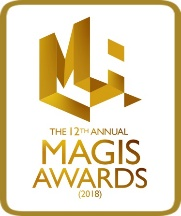 THE 12TH ANNUAL
MAGIS
AWARDS
(2018)